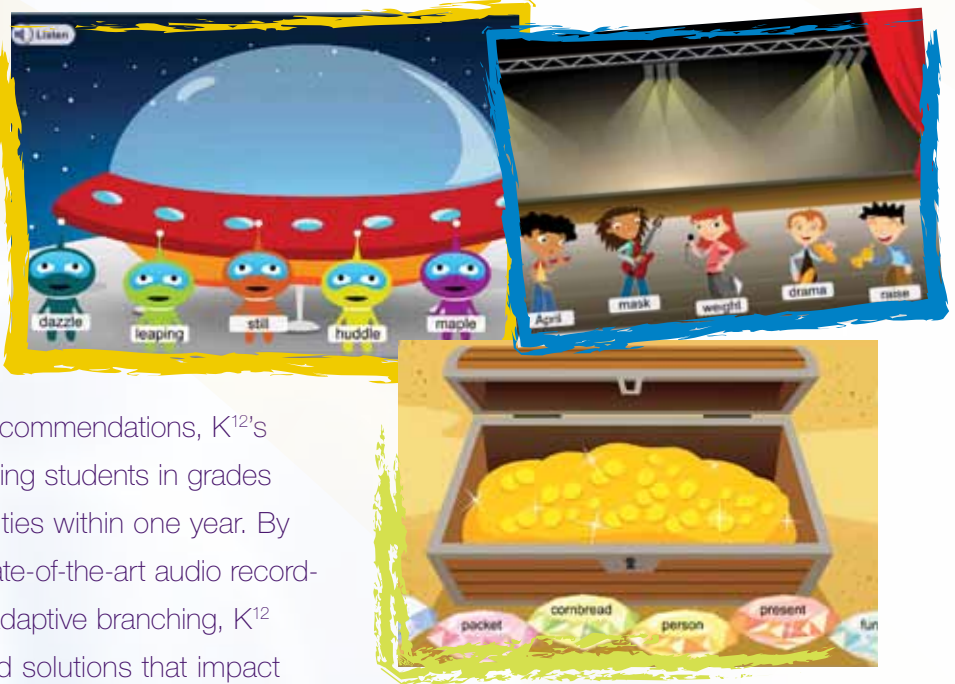 Listen
dazzle
leaping
still
huddle
maple
April
mask
weight
drama
raise
packet
cornbread
person
present
fun
commendations, K12's
ing students in grades
ties within one year. By
ate-of-the-art audio record-
daptive branching, K12
d solutions that impact